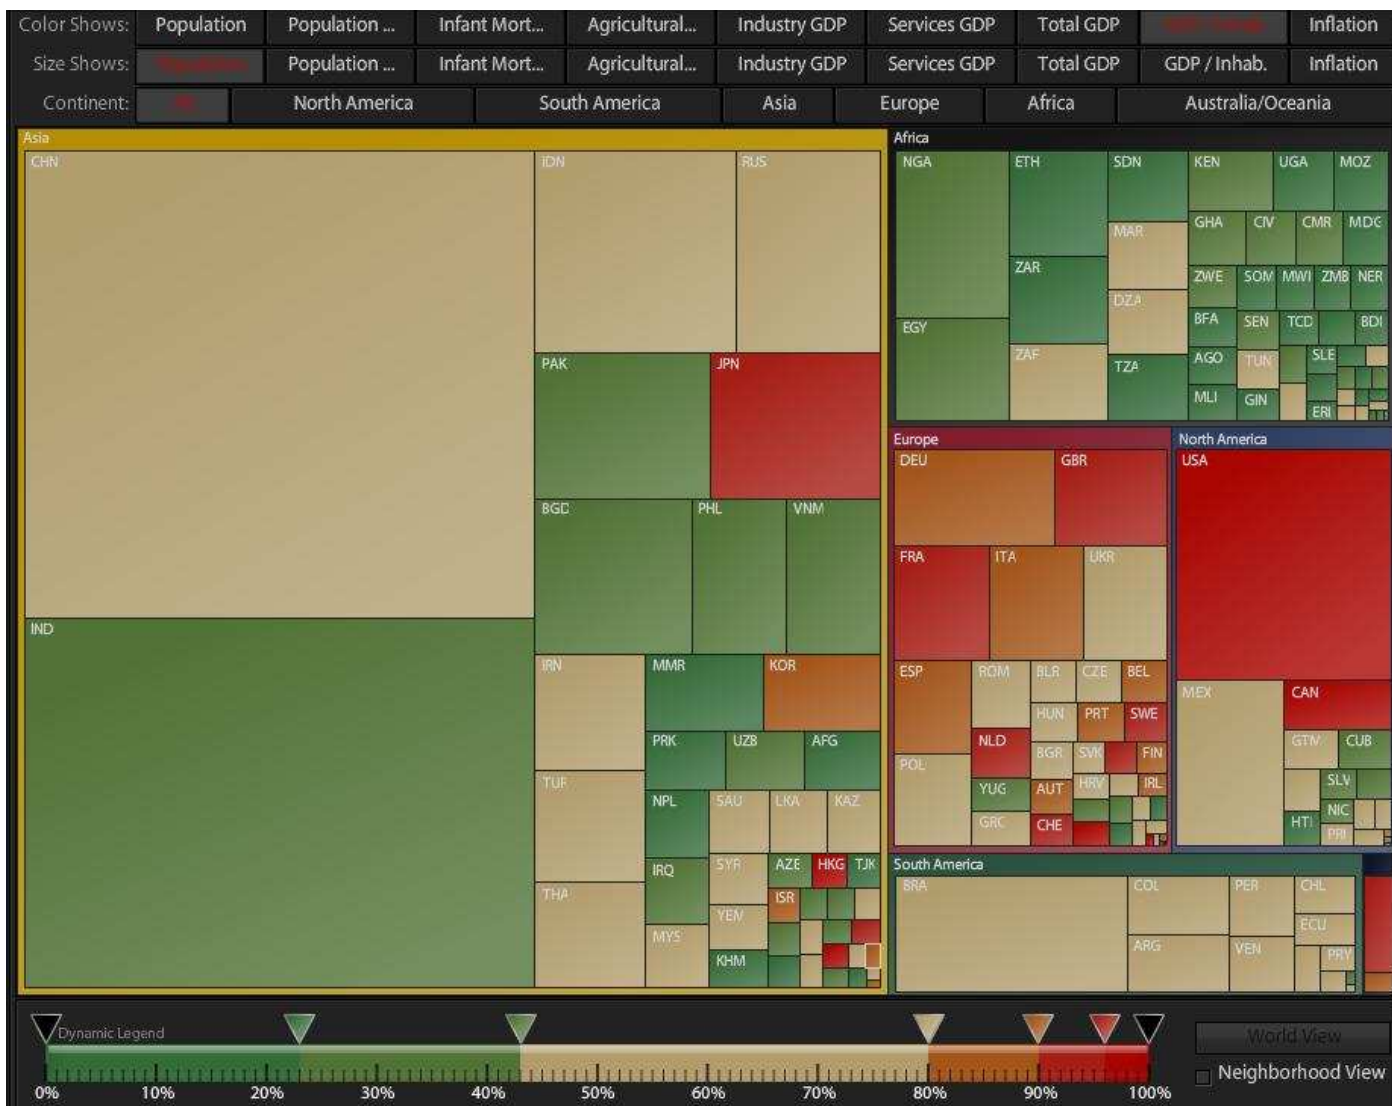 Color Shows: Population Population ... Infant Mort... Agricultural... Industry GDP Services GDP Total GDP GDP / Inhab. Inflation
Size Shows: Population Population ... Infant Mort... Agricultural... Industry GDP Services GDP Total GDP GDP / Inhab. Inflation
Continent: All North America South America Asia Europe Africa Australia/Oceania
Asia
CHN IDN RUS
PAK JPN
BGD PHL VNM
IND
IRN MMR KOR
PRK UZB AFG
TUR
NPL SAU LKA KAZ
IRQ SYR AZE HKG TJK
THA ISR
YEM
MYS
KHM
Africa
NGA ETH SDN KEN UGA MOZ
GHA CIV CMR MDG
MAR
ZAR ZWE SOM MWI ZMB NER
DZA
EGY BFA SEN TCD BDI
ZAF TZA AGO TUN SLE
MLI GIN
ERI
Europe
DEU GBR
FRA ITA UKR
ESP ROM BLR CZE BEL
HUN PRT SWE
NLD
POL BGR SVK FIN
YUG AUT HRV IRL
GRC CHE
North America
USA
MEX CAN
GTM CUB
SLV
NIC
HTI
PRI
South America
BRA COL PER CHL
ECU
ARG VEN PRY
Dynamic Legend
World View
Neighborhood View
0% 10% 20% 30% 40% 50% 60% 70% 80% 90% 100%